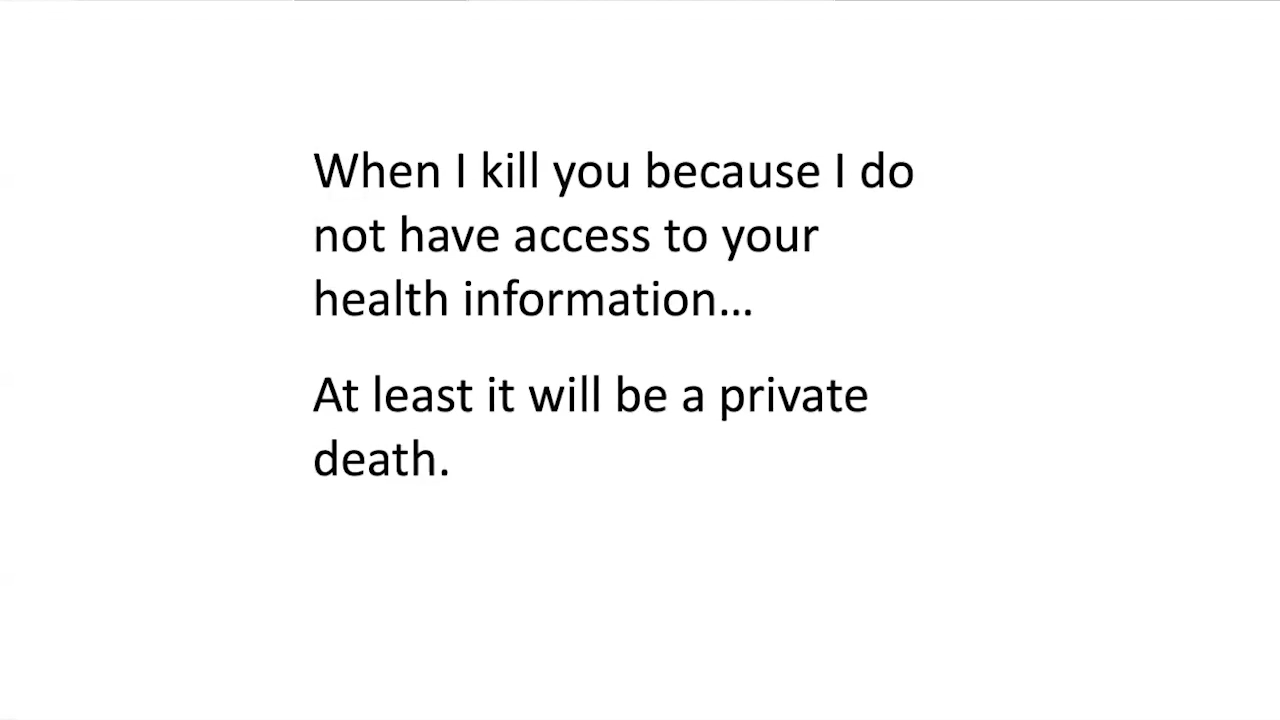 When I kill you because I do
not have access to your
health information…
At least it will be a private
death.